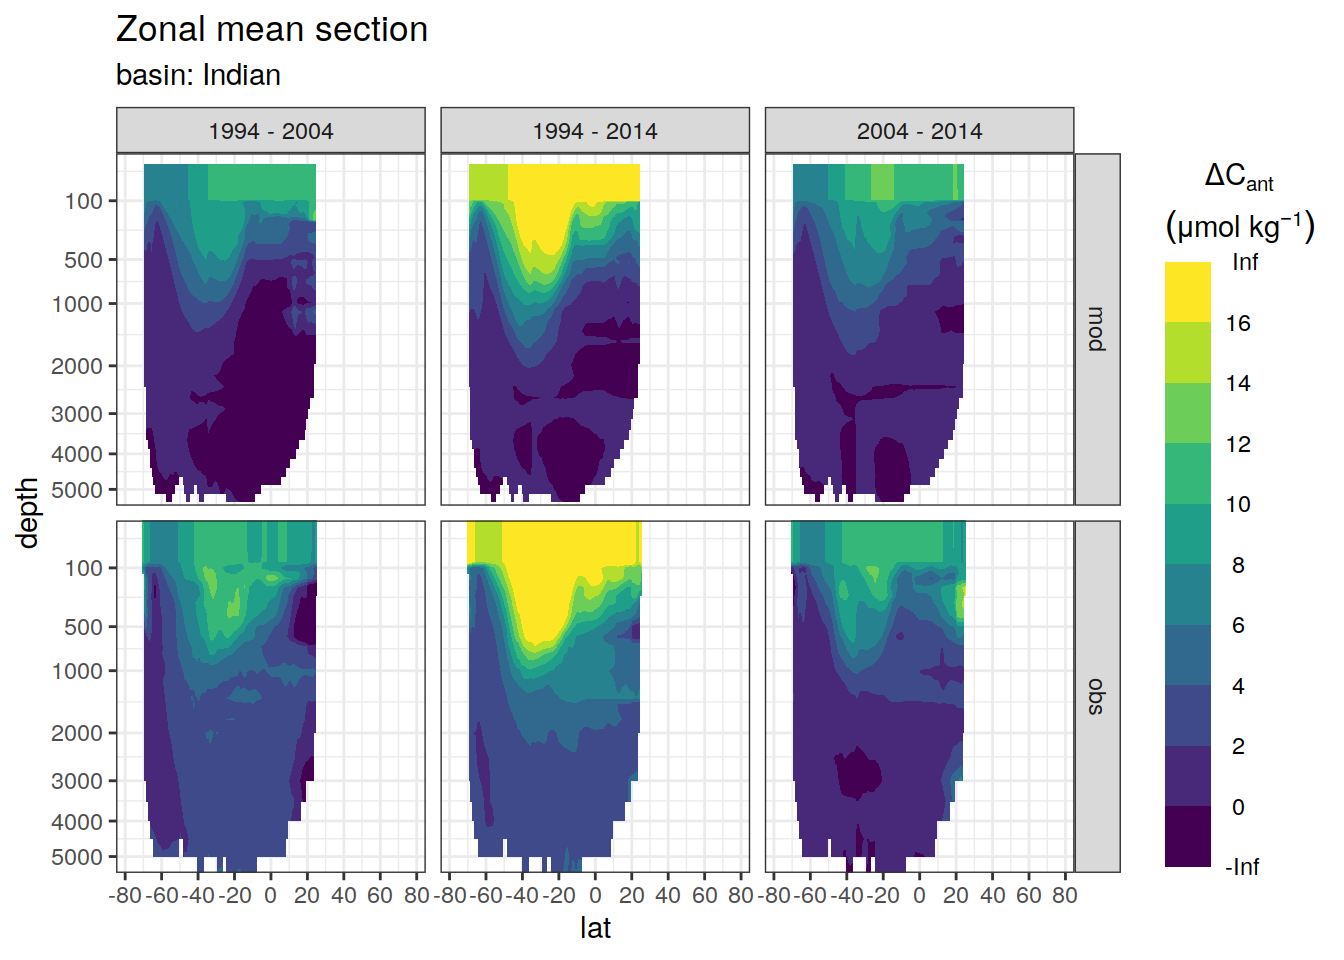 Zonal mean section
basin: Indian
1994 - 2004
1994 - 2014
2004 - 2014
100
500
1000
2000
3000
4000
5000
mod
100
500
1000
2000
3000
4000
5000
obs
depth
-80 -60 -40 -20 0 20 40 60 80
-80 -60 -40 -20 0 20 40 60 80
-80 -60 -40 -20 0 20 40 60 80
lat
ΔCant
(μmol kg⁻¹)
Inf
16
14
12
10
8
6
4
2
0
-Inf